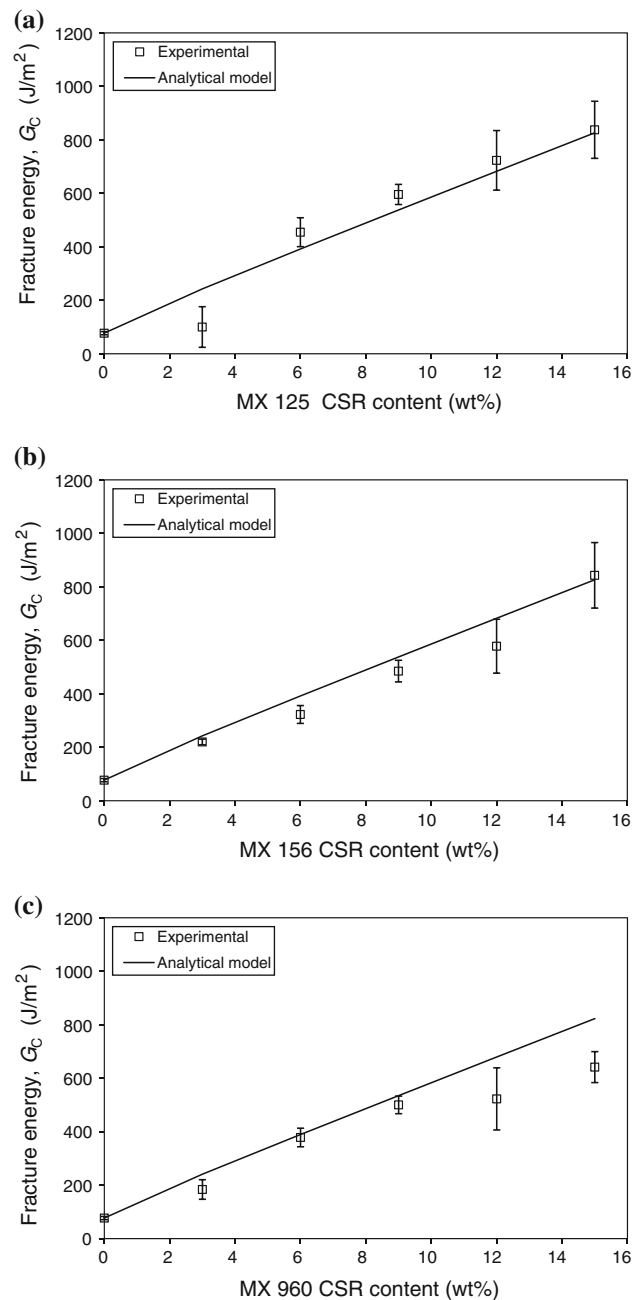 (a)
1200
1000
800
600
400
200
0
Fracture energy, G_C (J/m²)
Experimental
Analytical model
0 2 4 6 8 10 12 14 16
MX 125 CSR content (wt%)
(b)
1200
1000
800
600
400
200
0
Fracture energy, G_C (J/m²)
Experimental
Analytical model
0 2 4 6 8 10 12 14 16
MX 156 CSR content (wt%)
(c)
1200
1000
800
600
400
200
0
Fracture energy, G_C (J/m²)
Experimental
Analytical model
0 2 4 6 8 10 12 14 16
MX 960 CSR content (wt%)